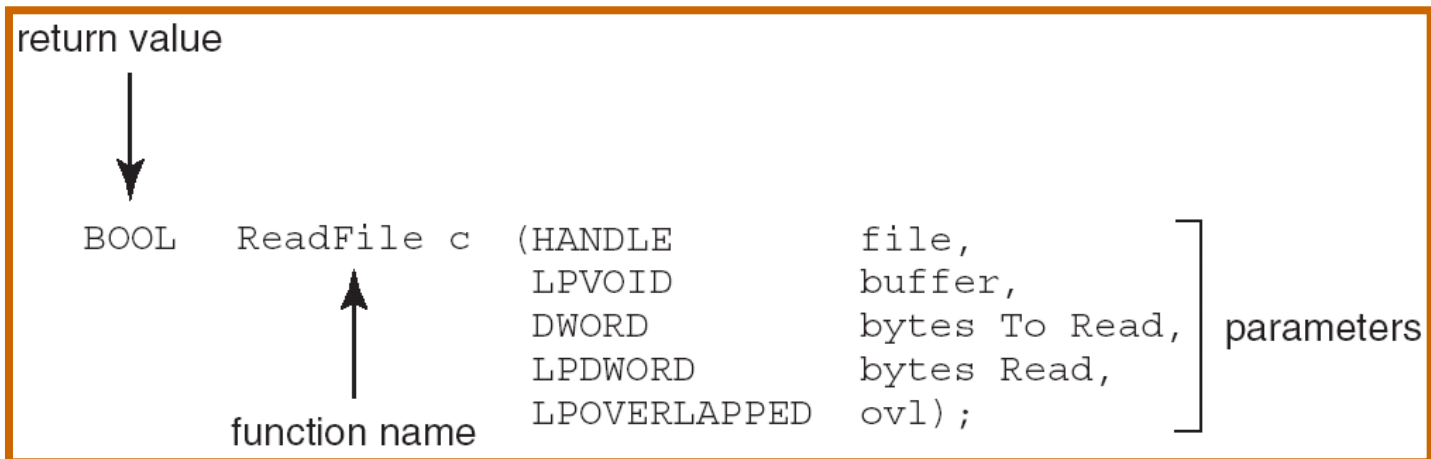 return value
BOOL ReadFile c (HANDLE file,
LPVOID buffer,
DWORD bytes To Read,
LPDWORD bytes Read,
LPOVERLAPPED ovl);
parameters
function name